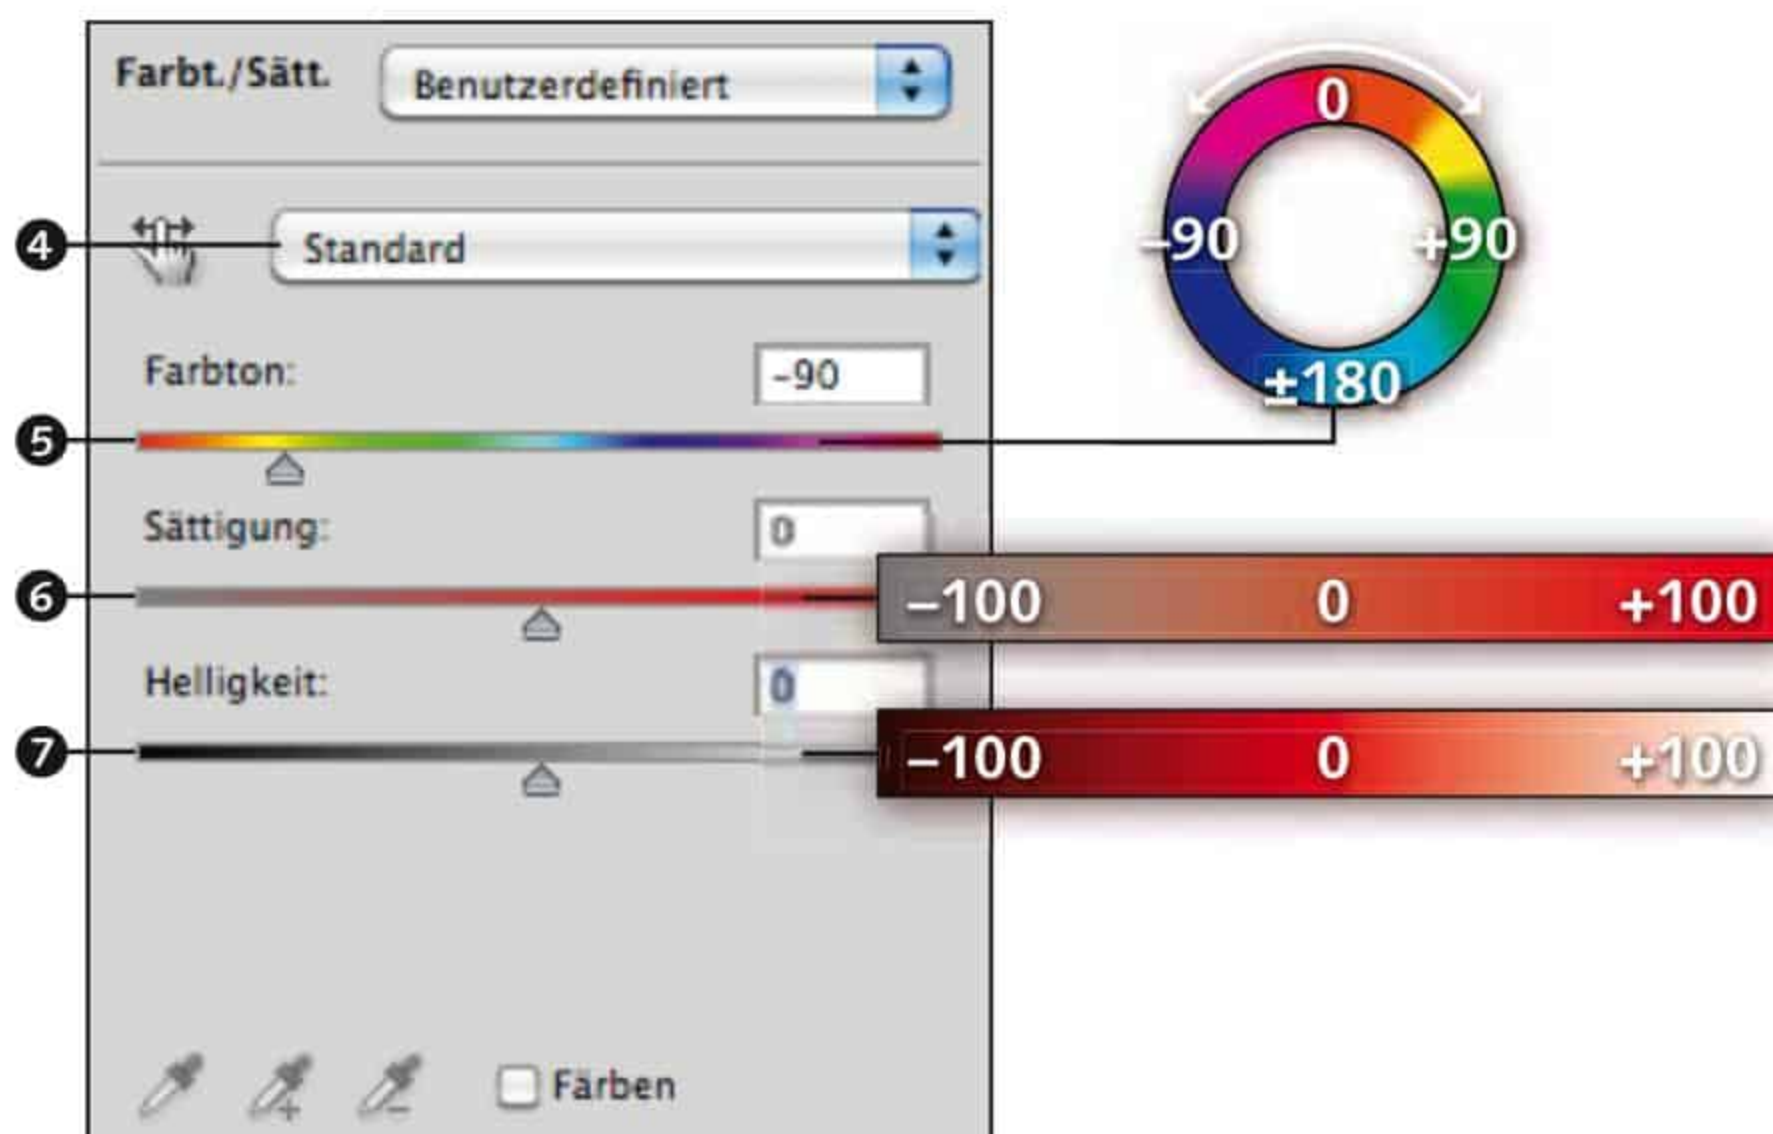 Farbt./Sätt. Benutzerdefiniert
0
4 Standard
–90 +90
±180
Farbton: -90
5
Sättigung: 0
6 –100 0 +100
Helligkeit: 0
7 –100 0 +100
Färben